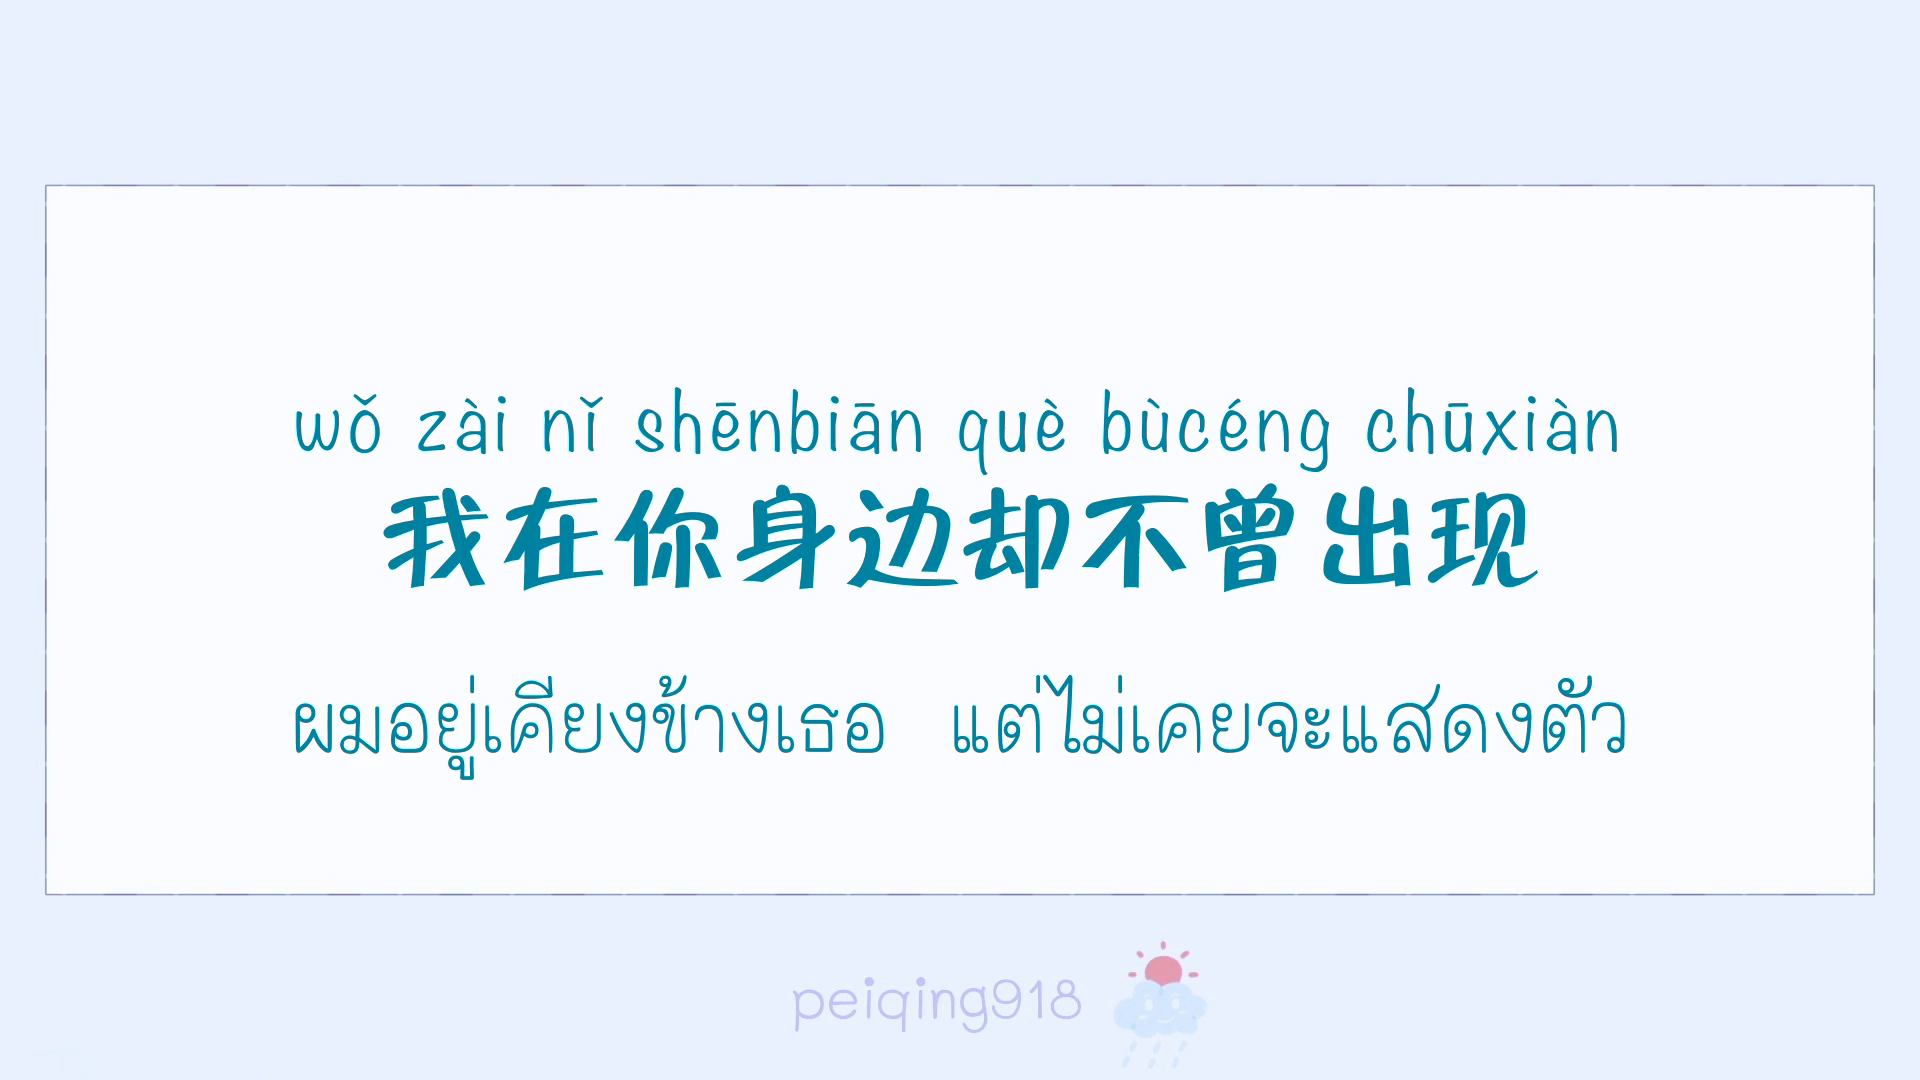 wǒ zài nǐ shēnbiān què bùcéng chūxiàn
我在你身边却不曾出现
ผมอยู่เคียงข้างเธอ แต่ไม่เคยจะแสดงตัว
peiqing918